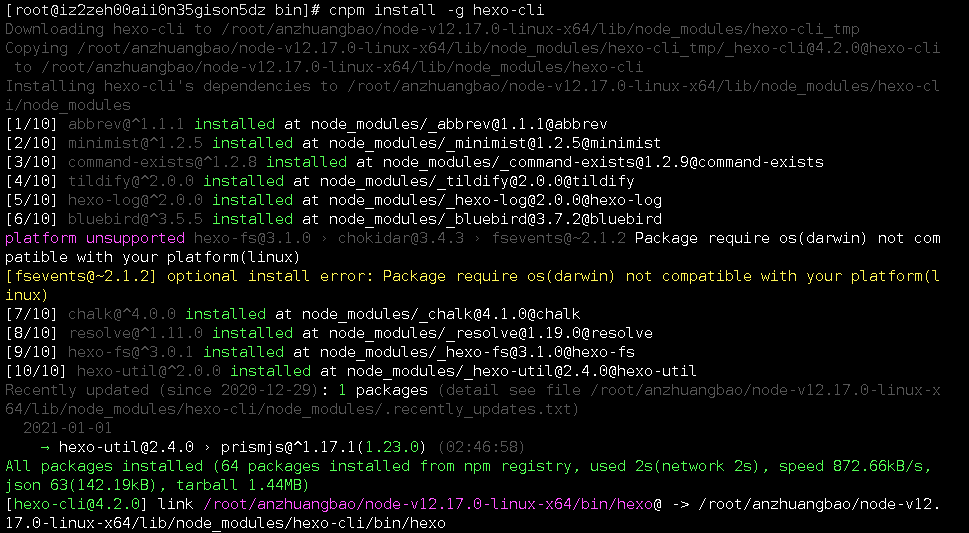 [root@iz2zeh00aii0n35gison5dz bin]# cnpm install -g hexo-cli
Downloading hexo-cli to /root/anzhuangbao/node-v12.17.0-linux-x64/lib/node_modules/hexo-cli_tmp
Copying /root/anzhuangbao/node-v12.17.0-linux-x64/lib/node_modules/hexo-cli_tmp/_hexo-cli@4.2.0@hexo-cli
 to /root/anzhuangbao/node-v12.17.0-linux-x64/lib/node_modules/hexo-cli
Installing hexo-cli's dependencies to /root/anzhuangbao/node-v12.17.0-linux-x64/lib/node_modules/hexo-cl
i/node_modules
[1/10] abbrev@^1.1.1 installed at node_modules/_abbrev@1.1.1@abbrev
[2/10] minimist@^1.2.5 installed at node_modules/_minimist@1.2.5@minimist
[3/10] command-exists@^1.2.8 installed at node_modules/_command-exists@1.2.9@command-exists
[4/10] tildify@^2.0.0 installed at node_modules/_tildify@2.0.0@tildify
[5/10] hexo-log@^2.0.0 installed at node_modules/_hexo-log@2.0.0@hexo-log
[6/10] bluebird@^3.5.5 installed at node_modules/_bluebird@3.7.2@bluebird
platform unsupported hexo-fs@3.1.0 › chokidar@3.4.3 › fsevents@~2.1.2 Package require os(darwin) not com
patible with your platform(linux)
[fsevents@~2.1.2] optional install error: Package require os(darwin) not compatible with your platform(l
inux)
[7/10] chalk@^4.0.0 installed at node_modules/_chalk@4.1.0@chalk
[8/10] resolve@^1.11.0 installed at node_modules/_resolve@1.19.0@resolve
[9/10] hexo-fs@^3.0.1 installed at node_modules/_hexo-fs@3.1.0@hexo-fs
[10/10] hexo-util@^2.0.0 installed at node_modules/_hexo-util@2.4.0@hexo-util
Recently updated (since 2020-12-29): 1 packages (detail see file /root/anzhuangbao/node-v12.17.0-linux-x
64/lib/node_modules/hexo-cli/node_modules/.recently_updates.txt)
  2021-01-01
    → hexo-util@2.4.0 › prismjs@^1.17.1(1.23.0) (02:46:58)
All packages installed (64 packages installed from npm registry, used 2s(network 2s), speed 872.66kB/s,
json 63(142.19kB), tarball 1.44MB)
[hexo-cli@4.2.0] link /root/anzhuangbao/node-v12.17.0-linux-x64/bin/hexo@ -> /root/anzhuangbao/node-v12.
17.0-linux-x64/lib/node_modules/hexo-cli/bin/hexo